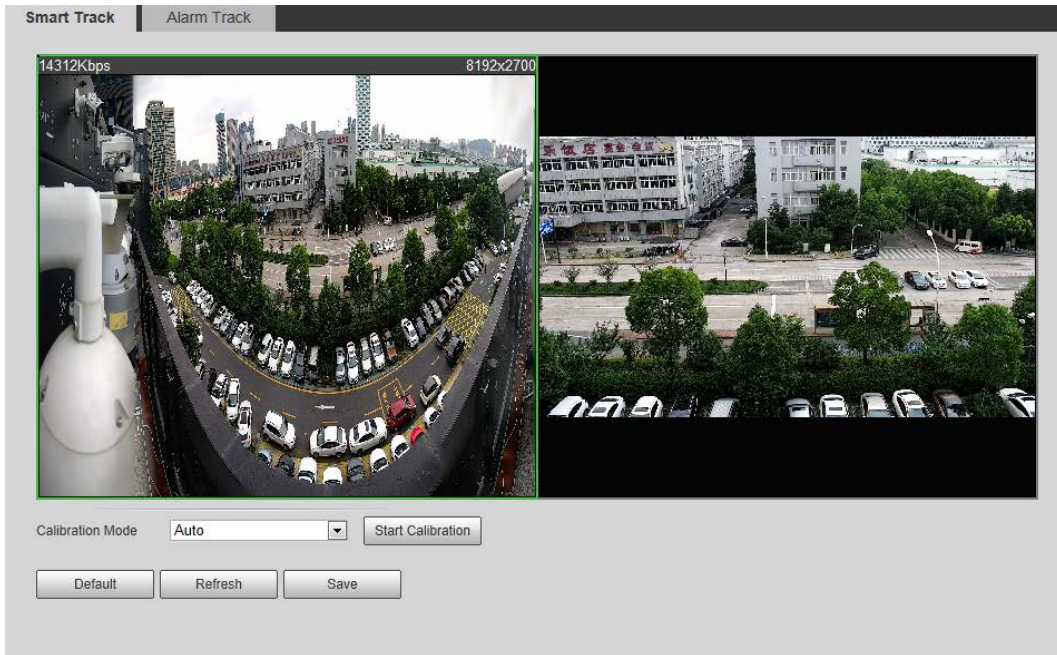 Smart Track
Alarm Track
14312Kbps
8192x2700
Calibration Mode
Auto
Start Calibration
Default
Refresh
Save